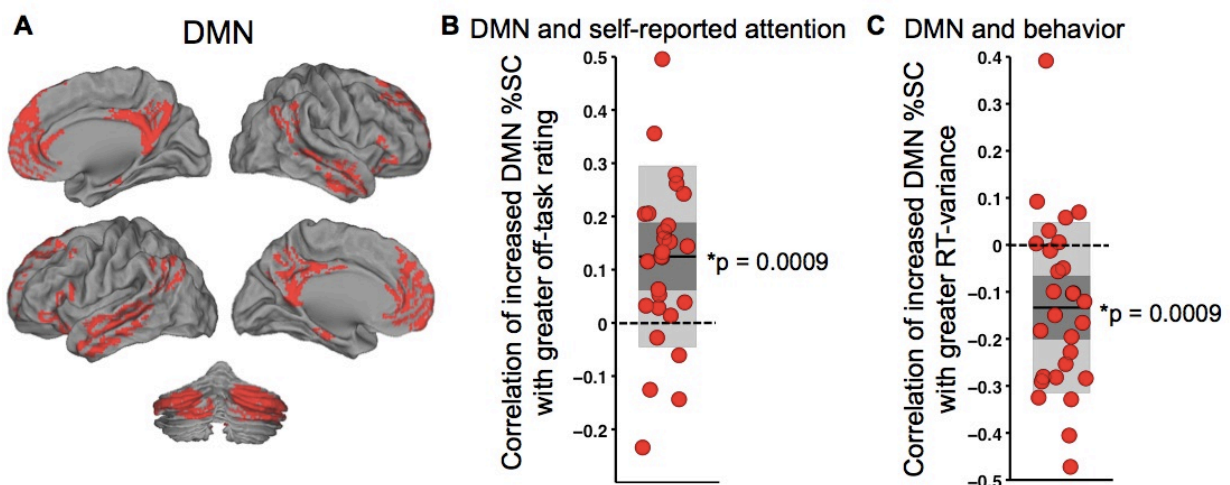 A
DMN
B DMN and self-reported attention
Correlation of increased DMN %SC
with greater off-task rating
0.5
0.4
0.3
0.2
0.1
0
−0.1
−0.2
*p = 0.0009
C DMN and behavior
Correlation of increased DMN %SC
with greater RT-variance
0.4
0.3
0.2
0.1
0
−0.1
−0.2
−0.3
−0.4
−0.5
*p = 0.0009